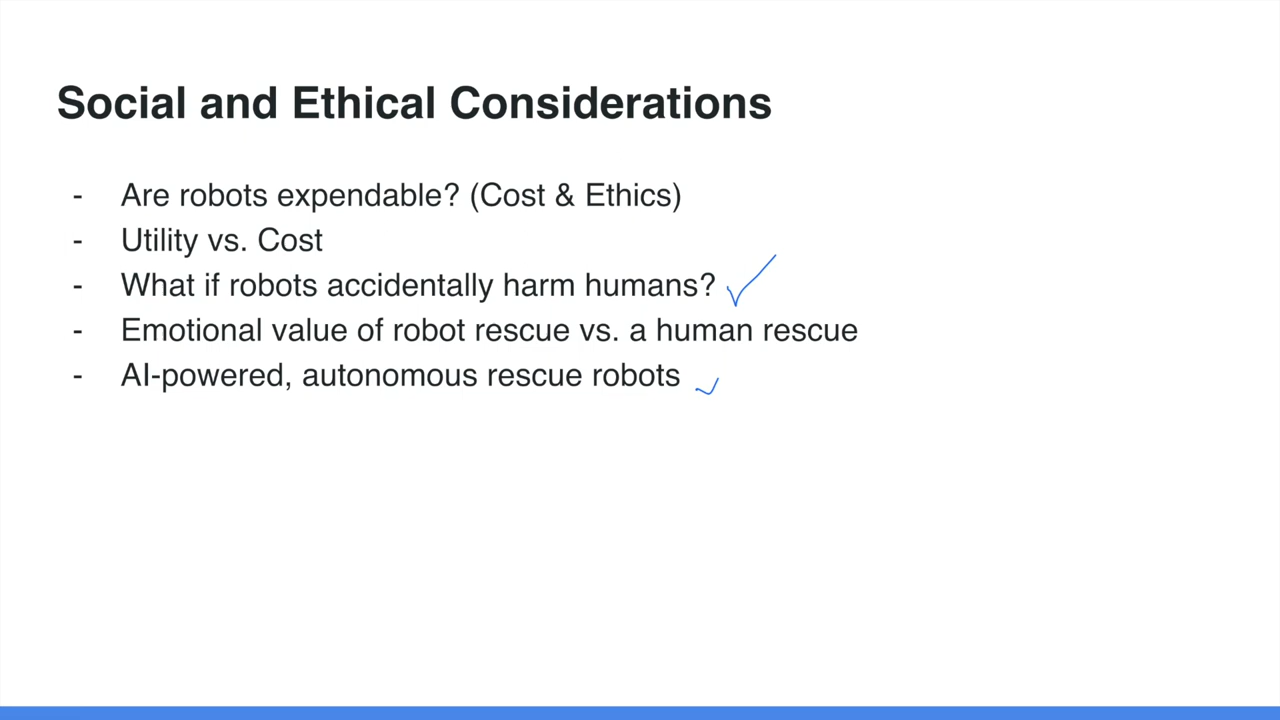 Social and Ethical Considerations
- Are robots expendable? (Cost & Ethics)
- Utility vs. Cost
- What if robots accidentally harm humans?
- Emotional value of robot rescue vs. a human rescue
- AI-powered, autonomous rescue robots